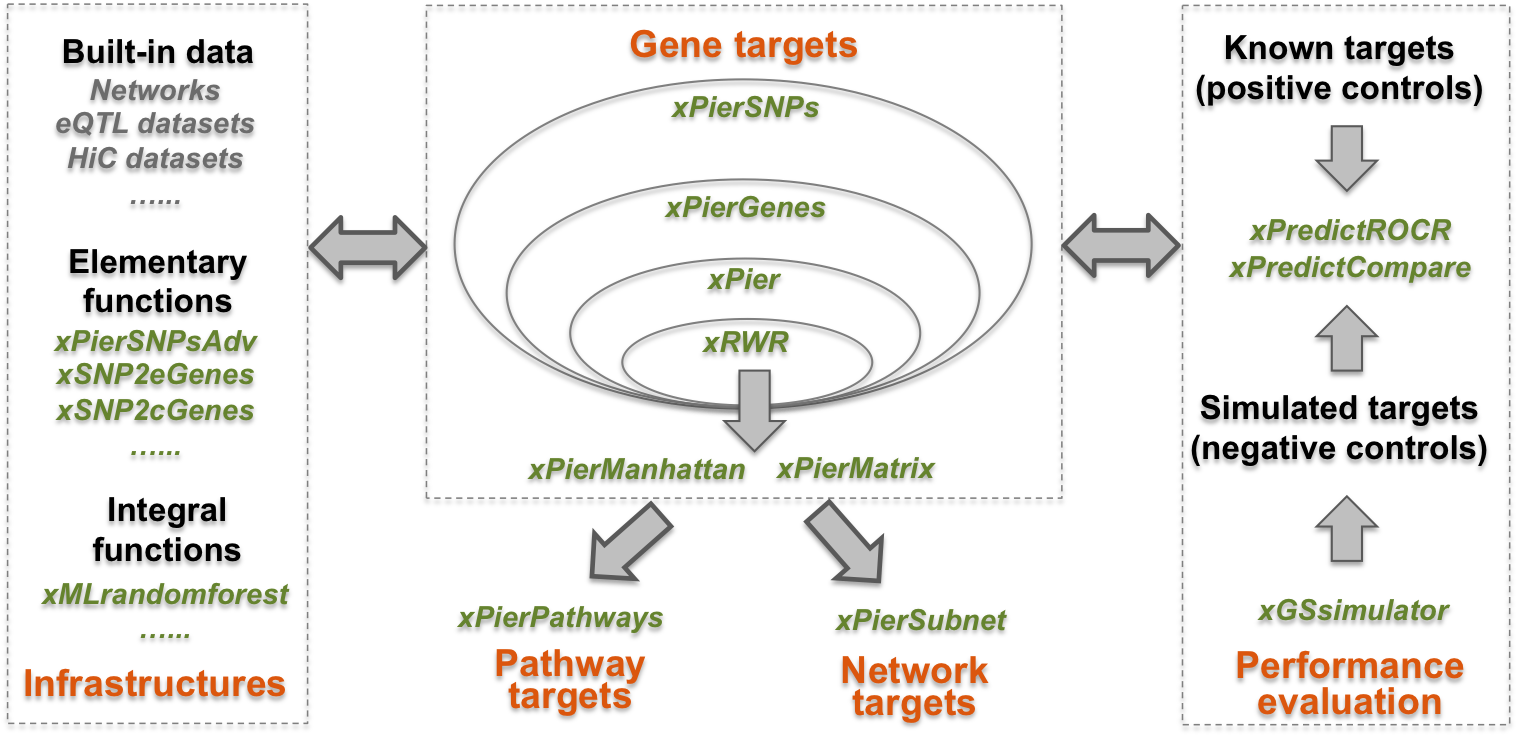 Built-in data
Networks
eQTL datasets
HiC datasets
…...
Elementary
functions
xPierSNPsAdv
xSNP2eGenes
xSNP2cGenes
…...
Integral
functions
xMLrandomforest
…...
Infrastructures
Gene targets
xPierSNPs
xPierGenes
xPier
xRWR
xPierManhattan
xPierMatrix
xPierPathways
Pathway
targets
xPierSubnet
Network
targets
Known targets
(positive controls)
xPredictROCR
xPredictCompare
Simulated targets
(negative controls)
xGSsimulator
Performance
evaluation